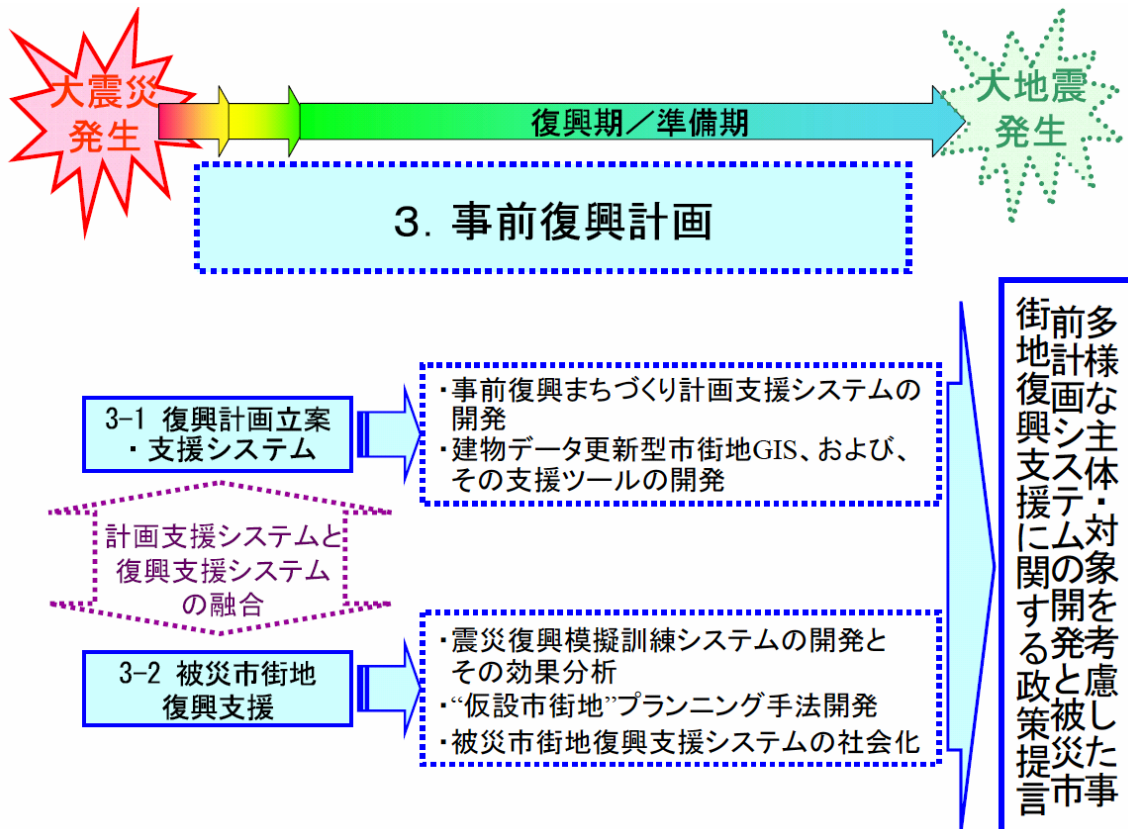 大震災
発生
復興期／準備期
大地震
発生
３．事前復興計画
3-1 復興計画立案
・支援システム
・事前復興まちづくり計画支援システムの
開発
・建物データ更新型市街地GIS、および、
その支援ツールの開発
計画支援システムと
復興支援システム
の融合
3-2 被災市街地
復興支援
・震災復興模擬訓練システムの開発と
その効果分析
・“仮設市街地”プランニング手法開発
・被災市街地復興支援システムの社会化
多様な主体・対象を考慮した事
前計画システムの開発と被災市
街地復興支援に関する政策提言